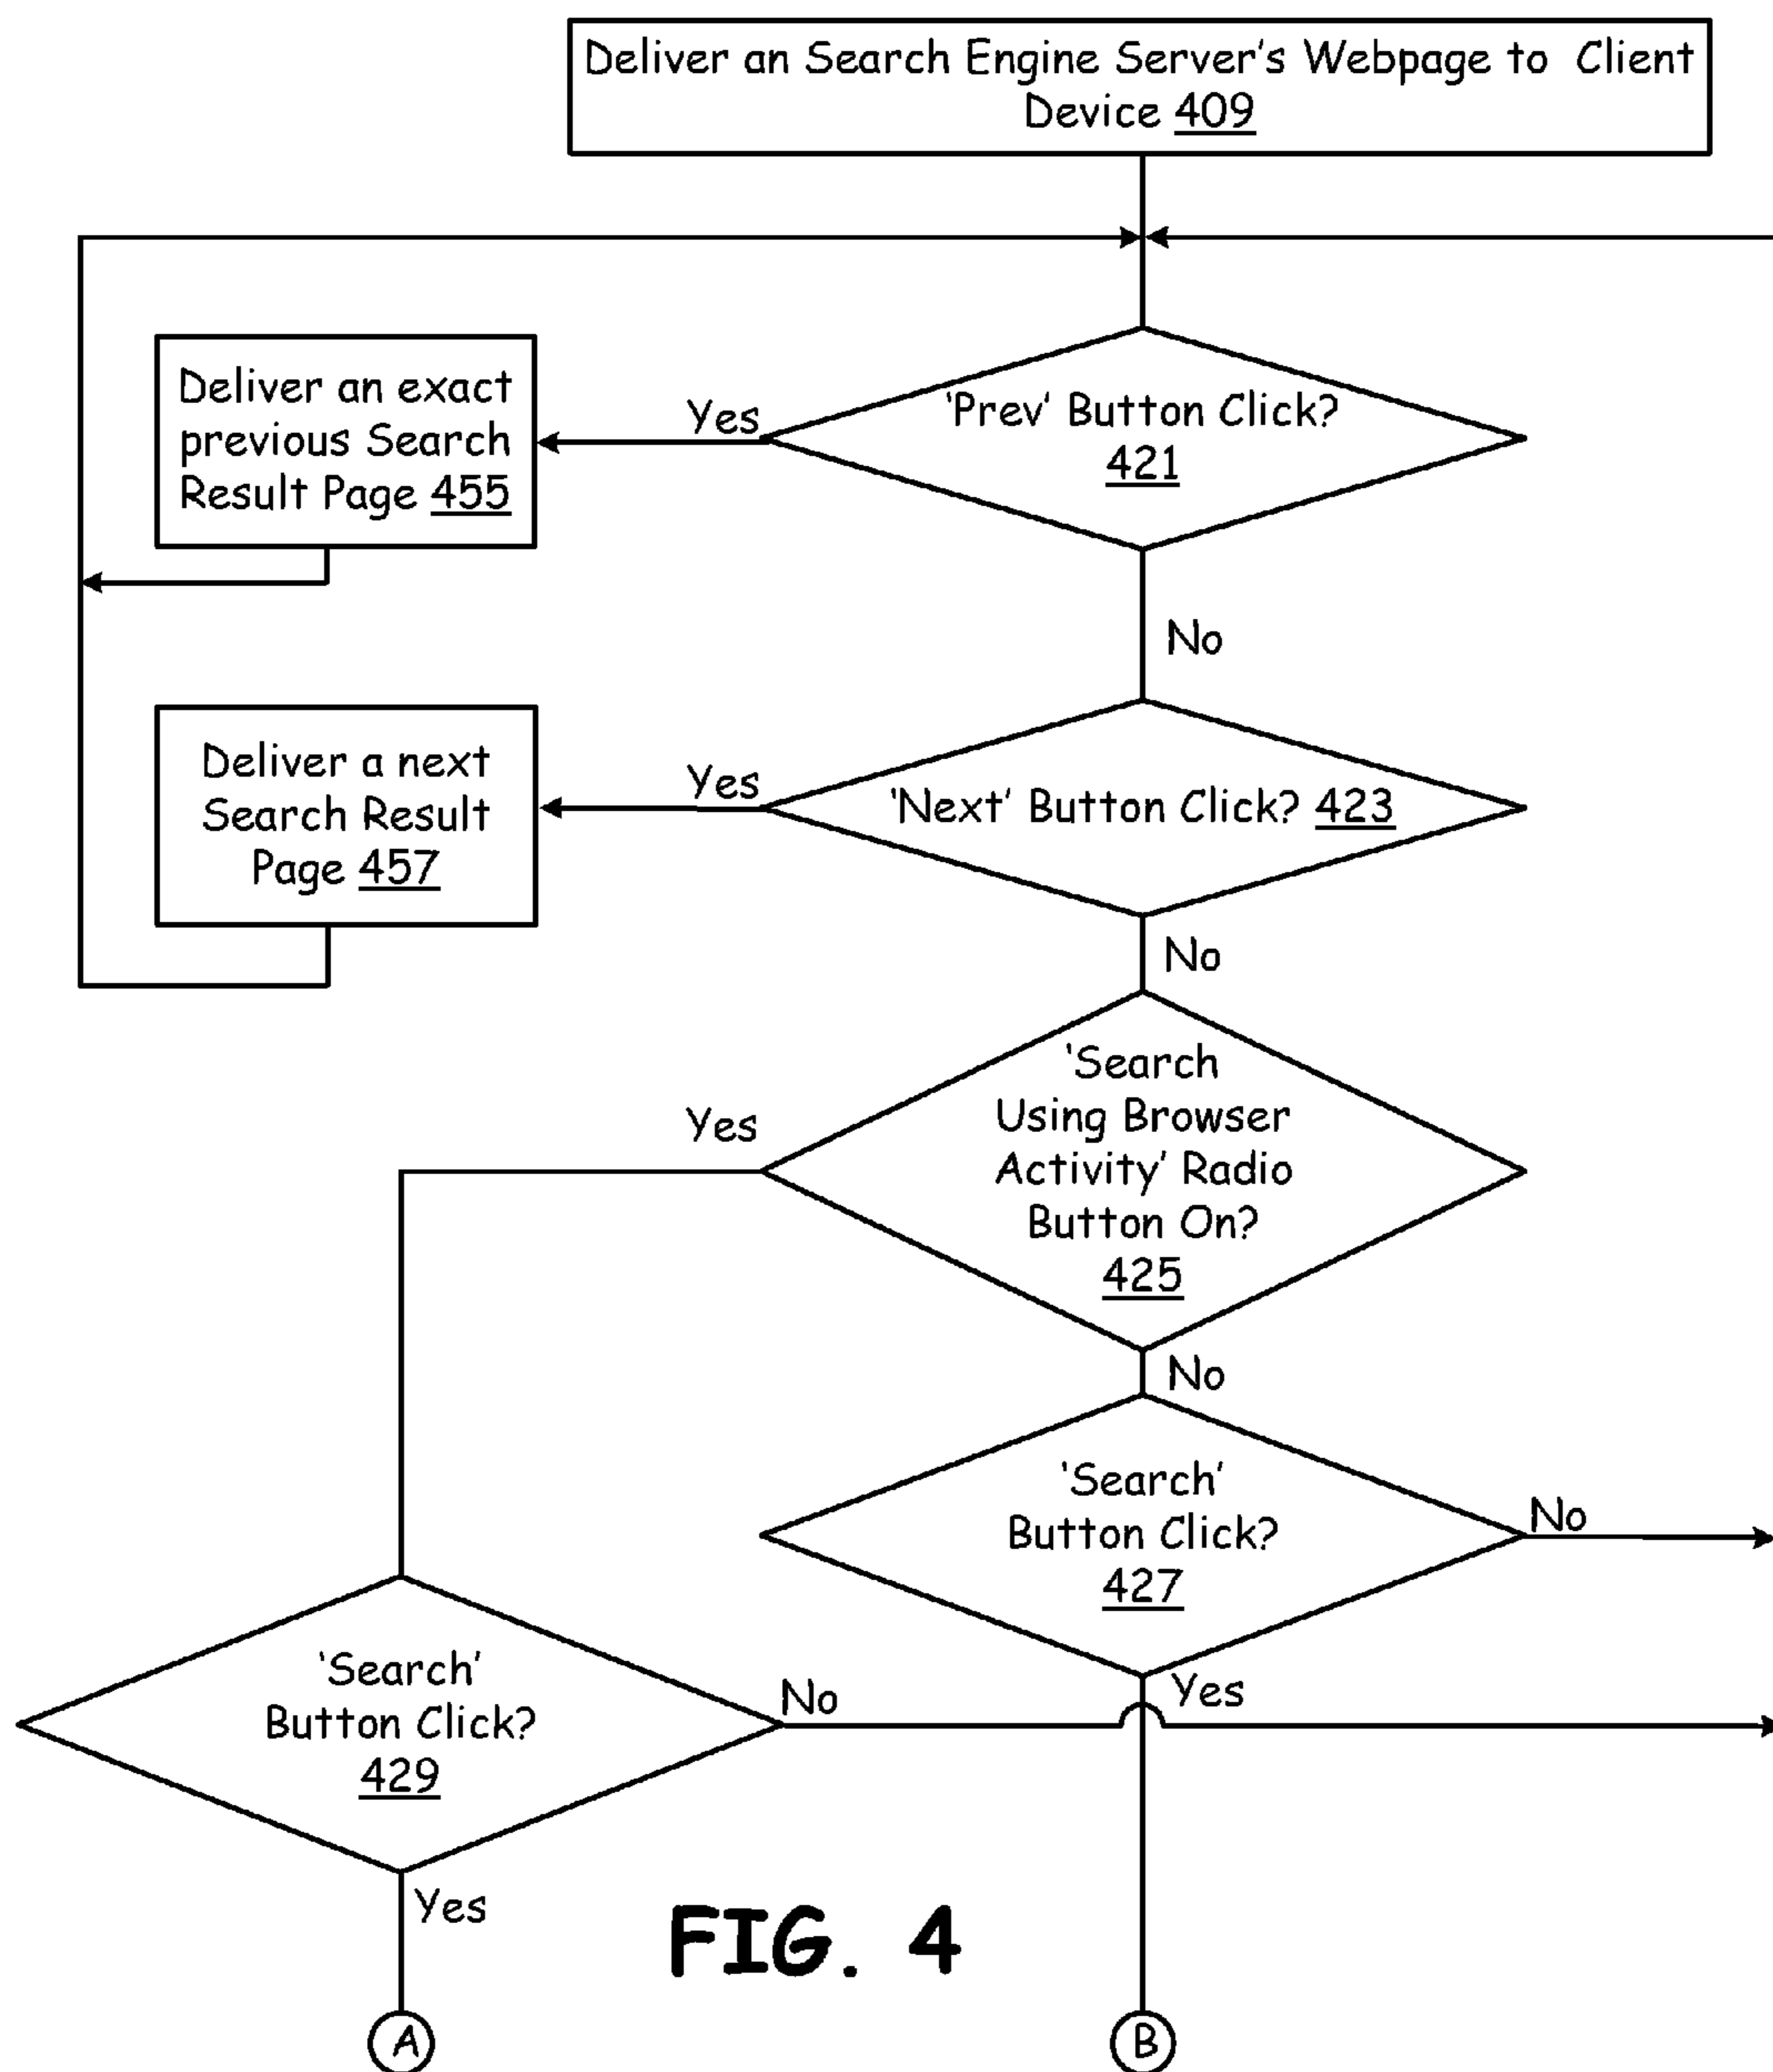 Deliver an Search Engine Server's Webpage to Client
Device 409
'Prev' Button Click?
421
Yes
Deliver an exact
previous Search
Result Page 455
No
'Next' Button Click? 423
Yes
Deliver a next
Search Result
Page 457
No
'Search
Using Browser
Activity' Radio
Button On?
425
Yes
No
'Search'
Button Click?
427
No
Yes
'Search'
Button Click?
429
No
Yes
FIG. 4
A
B